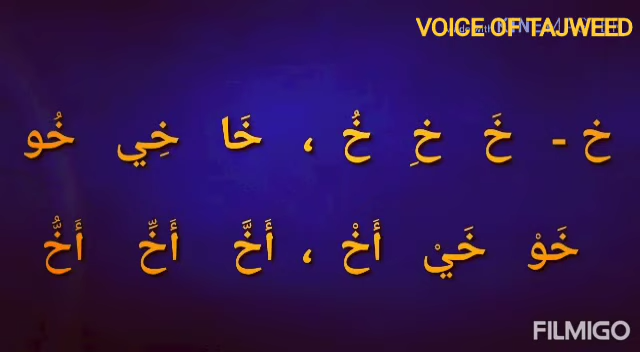 VOICE OF TAJWEED
خ - خَ خِ خُ ، خَا خِي خُو
خَوْ خَيْ أَخْ ، أَخَّ أَخِّ أَخُّ
FILMIGO